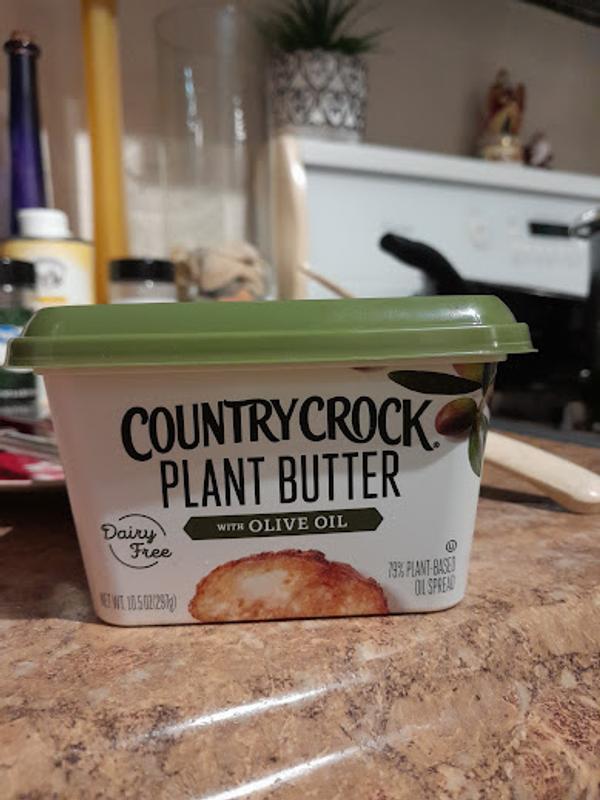 COUNTRY CROCK®
PLANT BUTTER
WITH OLIVE OIL
Dairy
Free
U
79% PLANT-BASED
OIL SPREAD
NET WT. 10.5 OZ (297g)